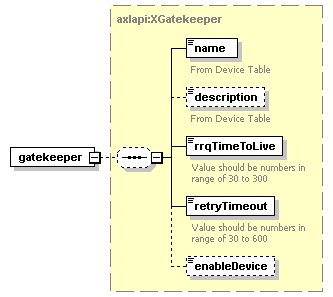 axlapi:XGatekeeper
name
From Device Table
description
From Device Table
gatekeeper
rrqTimeToLive
Value should be numbers in
range of 30 to 300
retryTimeout
Value should be numbers in
range of 30 to 600
enableDevice